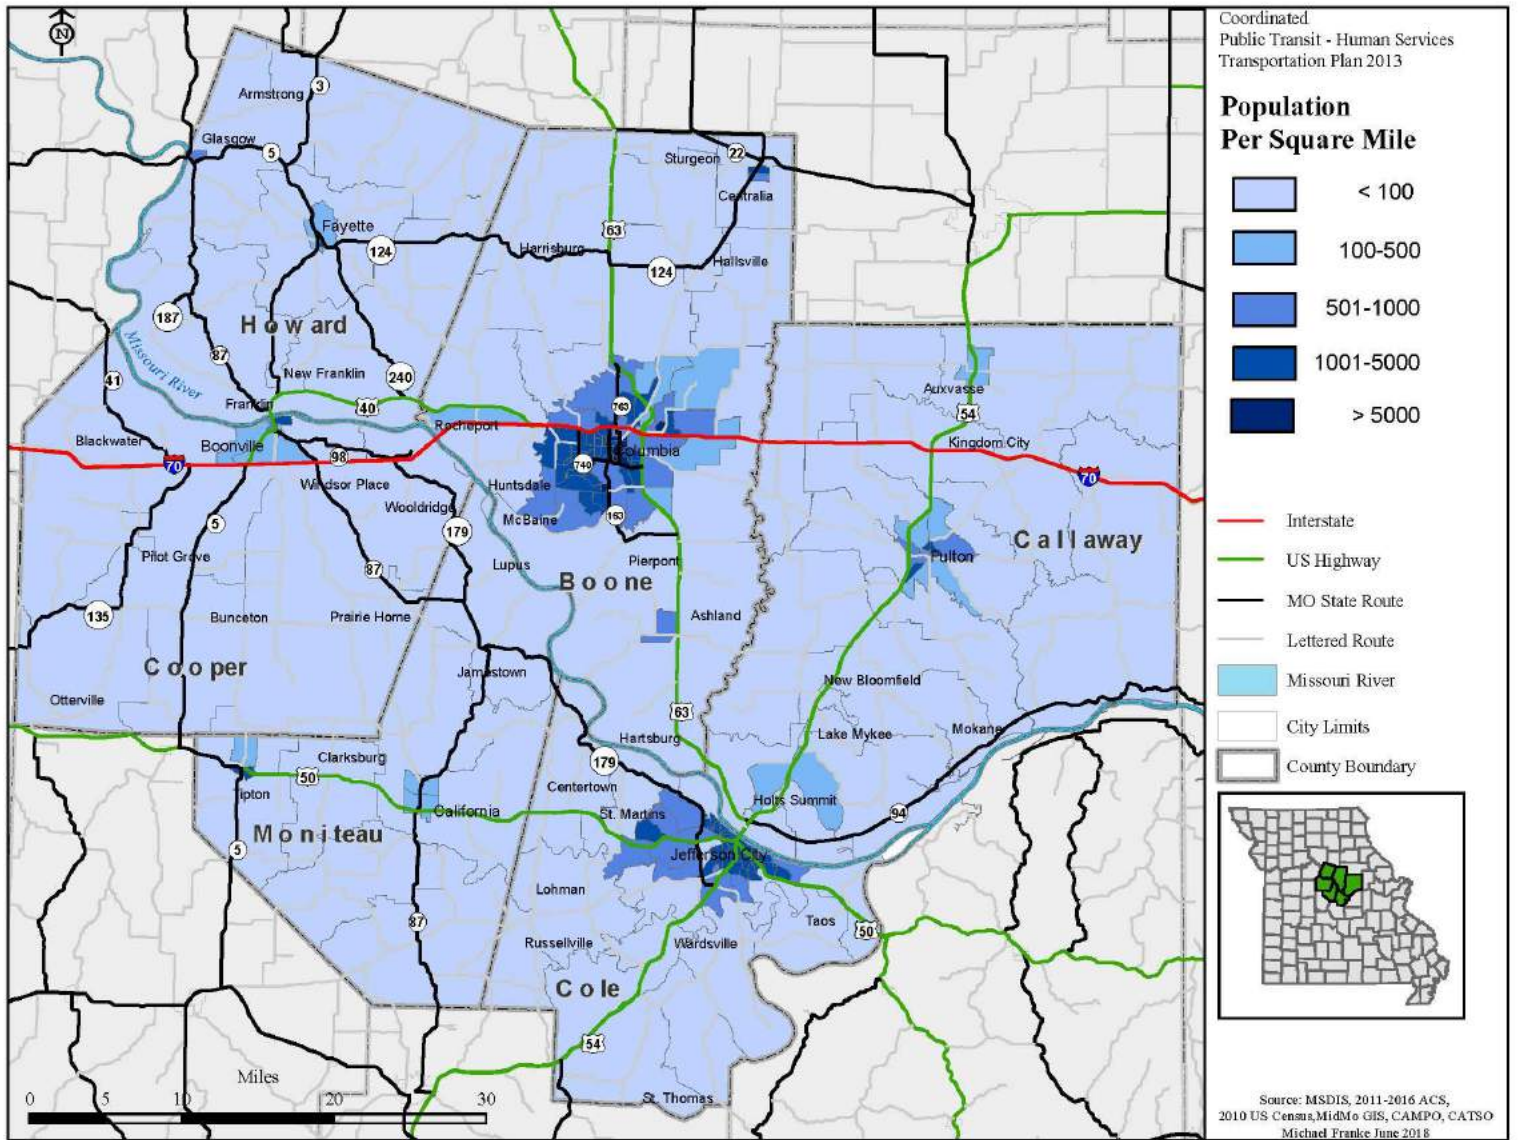 N
Coordinated
Public Transit - Human Services
Transportation Plan 2013
Population
Per Square Mile
< 100
100-500
501-1000
1001-5000
> 5000
Interstate
US Highway
MO State Route
Lettered Route
Missouri River
City Limits
County Boundary
Source: MSDIS, 2011-2016 ACS,
2010 US Census,MidMo GIS, CAMPO, CATSO
Michael Franke June 2018
3
Armstrong
Glasgow
5
Sturgeon
22
Centralia
Fayette
124
63
Harrisburg
124
Hallsville
187
Howard
Missouri River
87
New Franklin
240
41
Franklin
40
763
Auxvasse
54
Rocheport
Blackwater
Boonville
98
Columbia
Kingdom City
70
740
70
Windsor Place
Huntsdale
Wooldridge
McBaine
163
5
179
Callaway
Pilot Grove
87
Lupus
Pierpont
Fulton
Boone
135
Bunceton
Prairie Home
Ashland
Cooper
Jamestown
New Bloomfield
Otterville
63
Lake Mykee
Mokane
Hartsburg
Clarksburg
179
50
Centertown
Holts Summit
Tipton
California
St. Martins
94
Moniteau
5
Jefferson City
Lohman
87
Taos
50
Russellville
Wardsville
Cole
54
Miles
St. Thomas
0
5
10
20
30